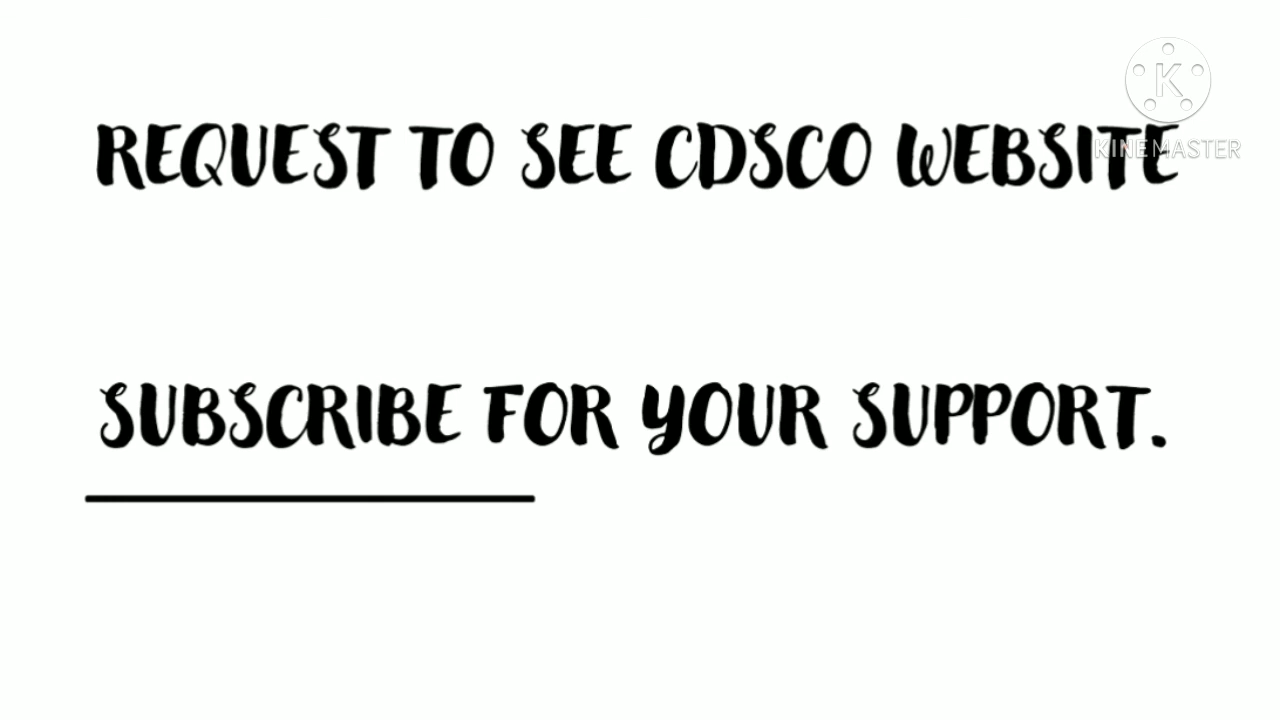 REQUEST TO SEE CDSCO WEBSITE
K
KINEMASTER
SUBSCRIBE FOR YOUR SUPPORT.